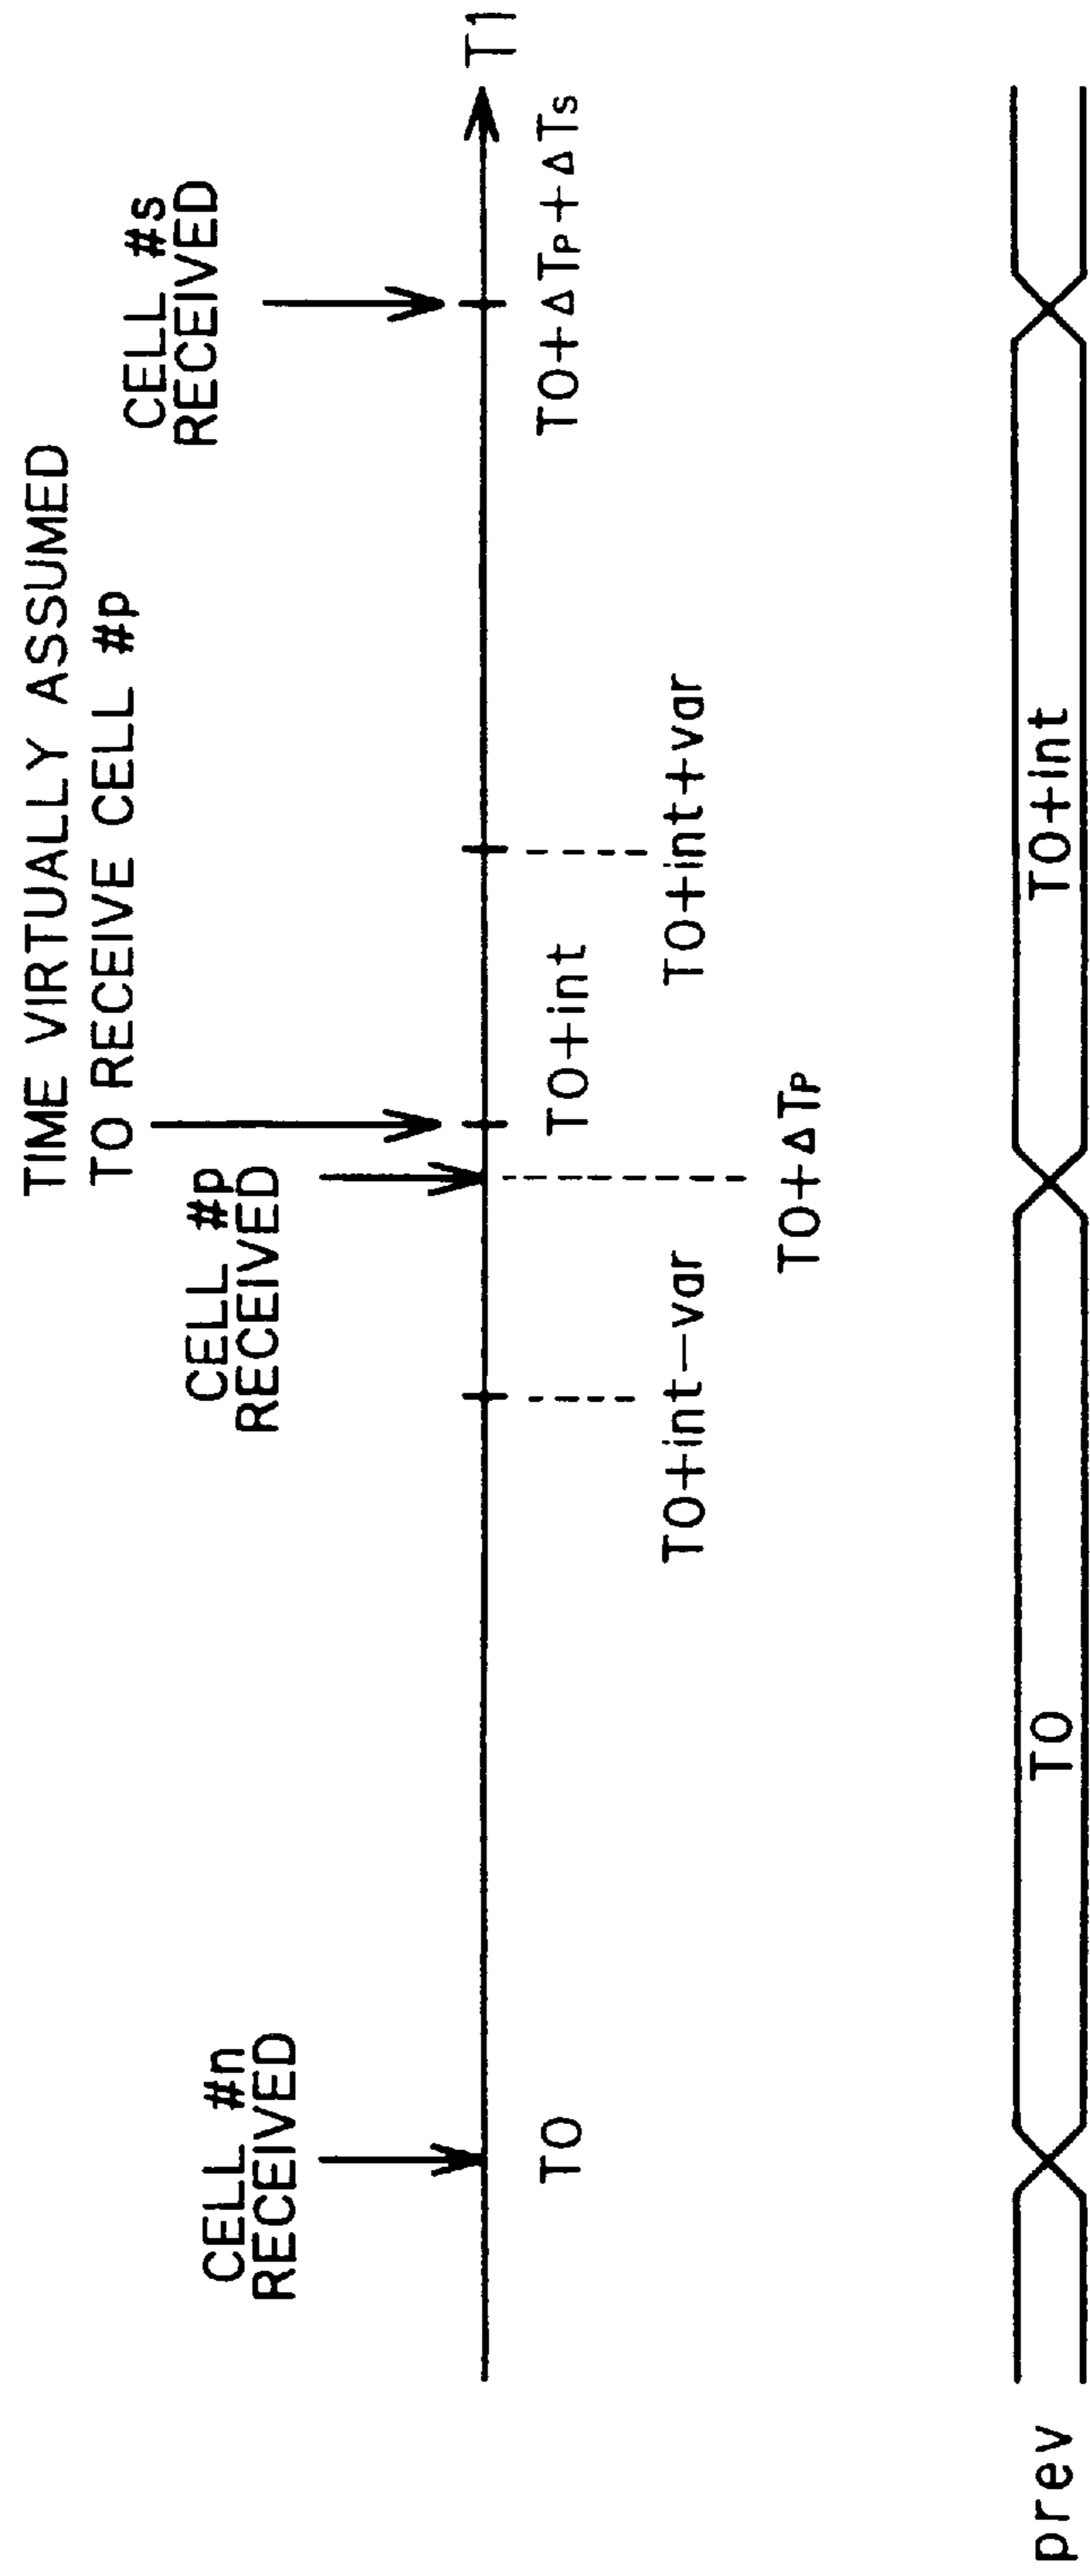 TIME VIRTUALLY ASSUMED
TO RECEIVE CELL #p
CELL #n
RECEIVED
CELL #p
RECEIVED
CELL #s
RECEIVED
T1
T0
T0+int
T0+ΔTP+ΔTS
T0+int−var
T0+int+var
T0+ΔTP
prev
T0
T0+int